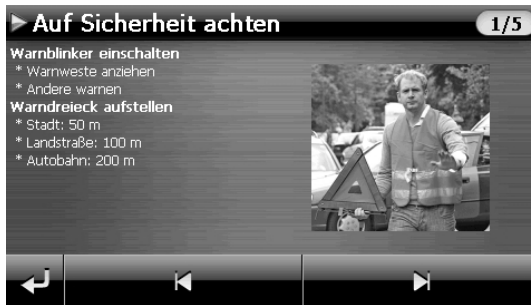 Auf Sicherheit achten
1/5
Warnblinker einschalten
* Warnweste anziehen
* Andere warnen
Warndreieck aufstellen
* Stadt: 50 m
* Landstraße: 100 m
* Autobahn: 200 m